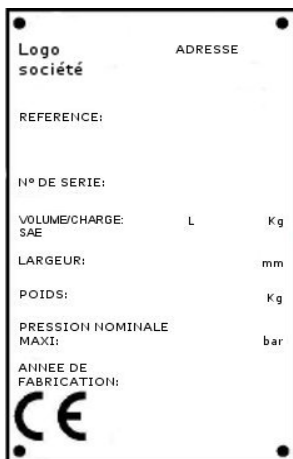 Logo
société
ADRESSE
REFERENCE:
Nº DE SERIE:
VOLUME/CHARGE: L Kg
SAE
LARGEUR: mm
POIDS: Kg
PRESSION NOMINALE
MAXI: bar
ANNEE DE
FABRICATION:
CE